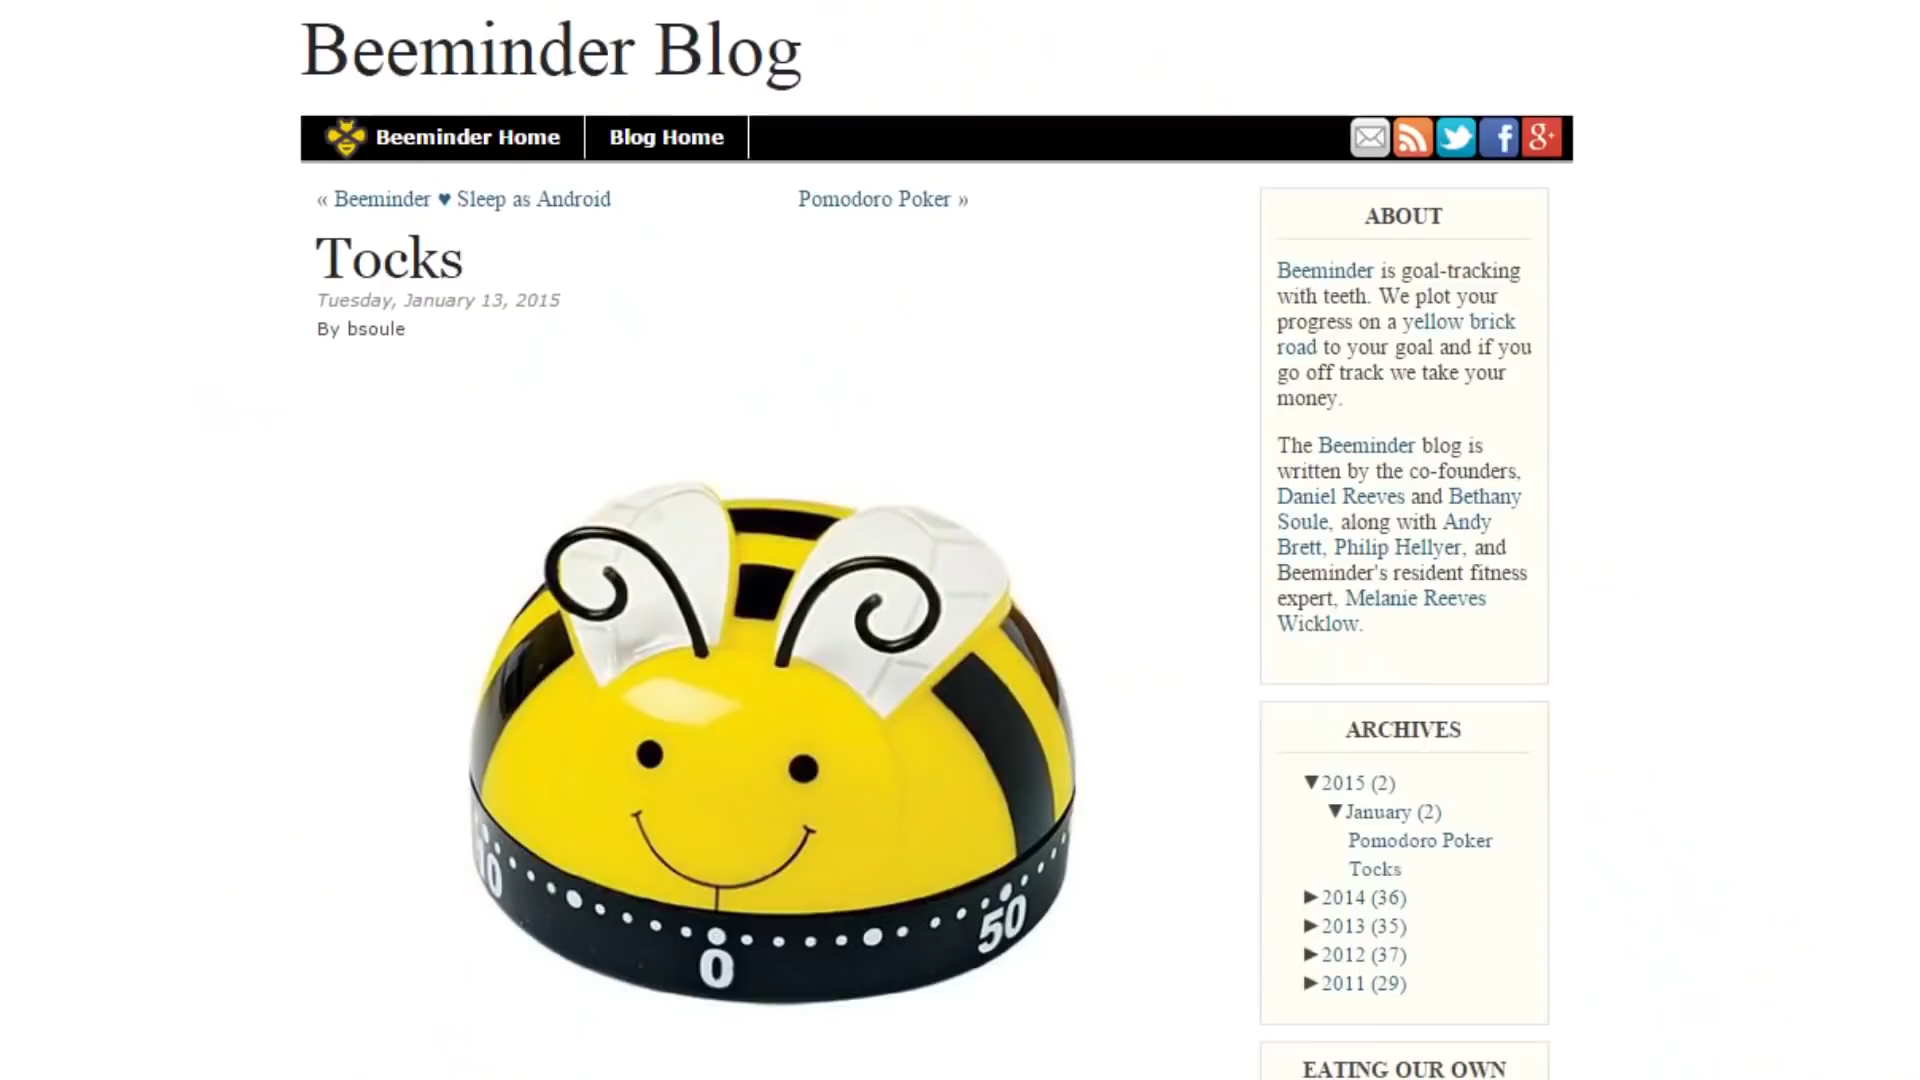 Beeminder Blog
Beeminder Home
Blog Home
« Beeminder ♥ Sleep as Android
Pomodoro Poker »
Tocks
Tuesday, January 13, 2015
By bsoule
10
0
50
ABOUT
Beeminder is goal-tracking
with teeth. We plot your
progress on a yellow brick
road to your goal and if you
go off track we take your
money.
The Beeminder blog is
written by the co-founders,
Daniel Reeves and Bethany
Soule, along with Andy
Brett, Philip Hellyer, and
Beeminder's resident fitness
expert, Melanie Reeves
Wicklow.
ARCHIVES
▼2015 (2)
▼January (2)
Pomodoro Poker
Tocks
►2014 (36)
►2013 (35)
►2012 (37)
►2011 (29)
EATING OUR OWN